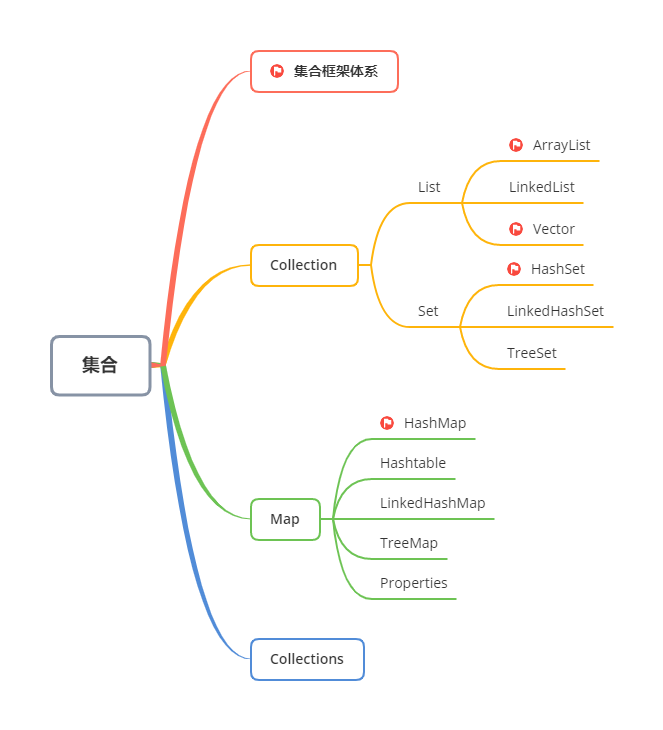 集合框架体系
ArrayList
List
LinkedList
Vector
Collection
HashSet
Set
LinkedHashSet
TreeSet
集合
HashMap
Hashtable
LinkedHashMap
Map
TreeMap
Properties
Collections